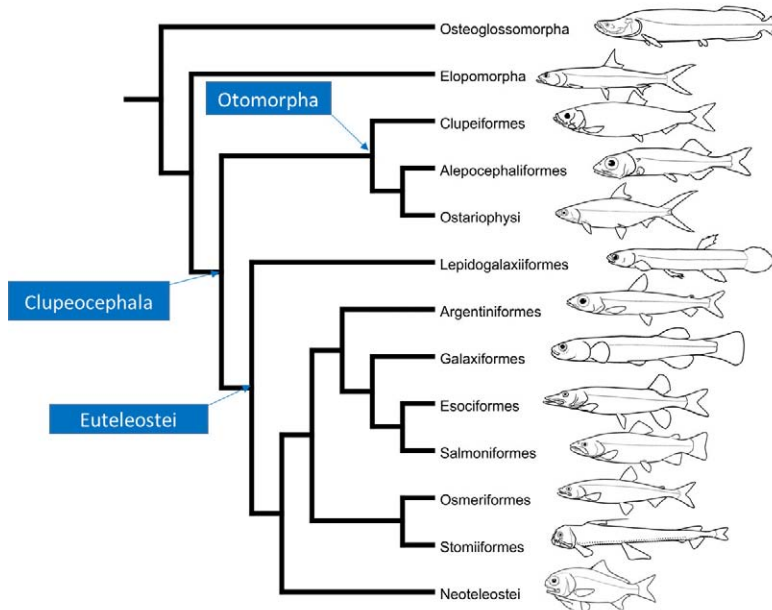 Osteoglossomorpha
Elopomorpha
Otomorpha
Clupeiformes
Alepocephaliformes
Ostariophysi
Lepidogalaxiiformes
Clupeocephala
Argentiniformes
Galaxiformes
Esociformes
Euteleostei
Salmoniformes
Osmeriformes
Stomiiformes
Neoteleostei